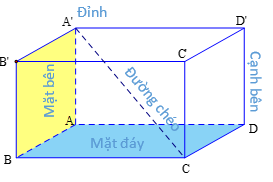 Đỉnh
A'
D'
B'
C'
Mặt bên
Đường chéo
Cạnh bên
A
D
Mặt đáy
B
C